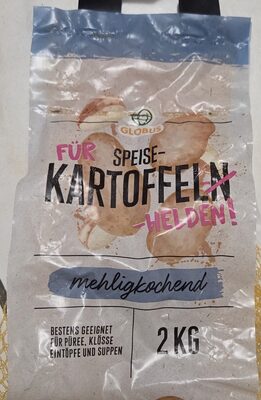 GLOBUS
FÜR
SPEISE-
KARTOFFELN
-HELDEN!
mehligkochend
BESTENS GEEIGNET
FÜR PÜREE, KLÖSSE
EINTÖPFE UND SUPPEN
2 KG